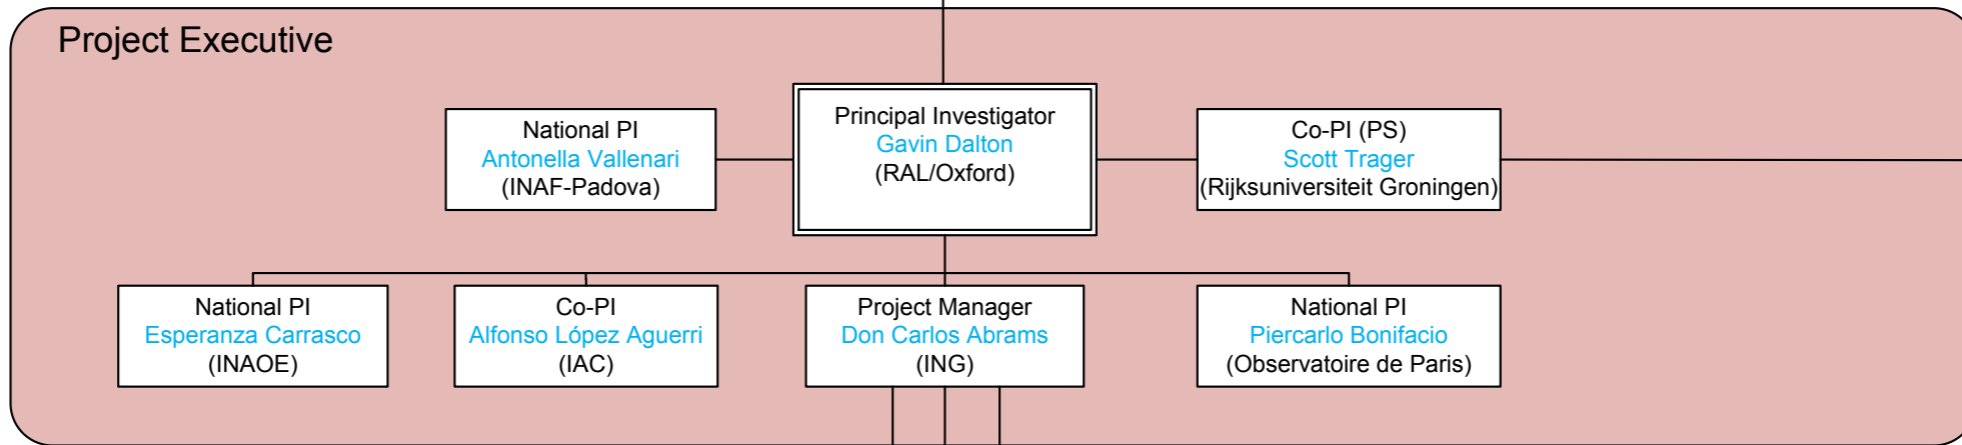 Project Executive
National PI
Antonella Vallenari
(INAF-Padova)
Principal Investigator
Gavin Dalton
(RAL/Oxford)
Co-PI (PS)
Scott Trager
(Rijksuniversiteit Groningen)
National PI
Esperanza Carrasco
(INAOE)
Co-PI
Alfonso López Aguerri
(IAC)
Project Manager
Don Carlos Abrams
(ING)
National PI
Piercarlo Bonifacio
(Observatoire de Paris)